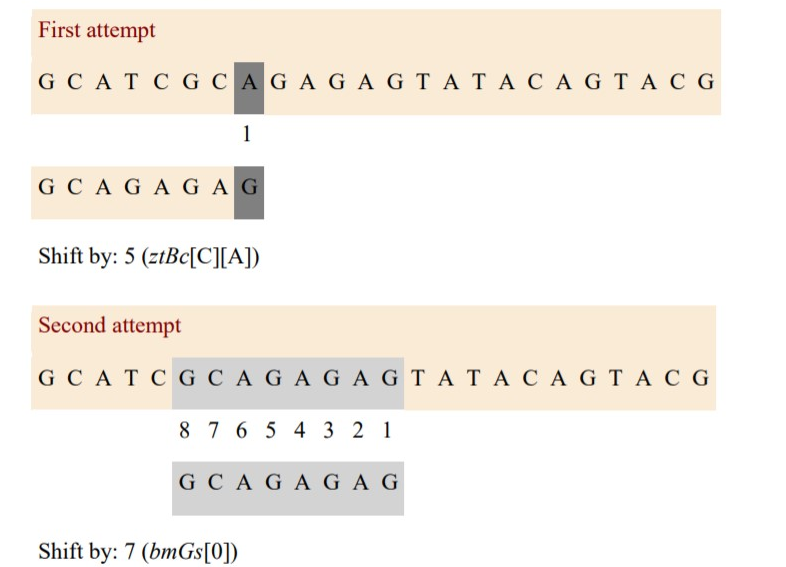 First attempt
G C A T C G C A G A G A G T A T A C A G T A C G
1
G C A G A G A G
Shift by: 5 (ztBc[C][A])
Second attempt
G C A T C G C A G A G A G T A T A C A G T A C G
8 7 6 5 4 3 2 1
G C A G A G A G
Shift by: 7 (bmGs[0])